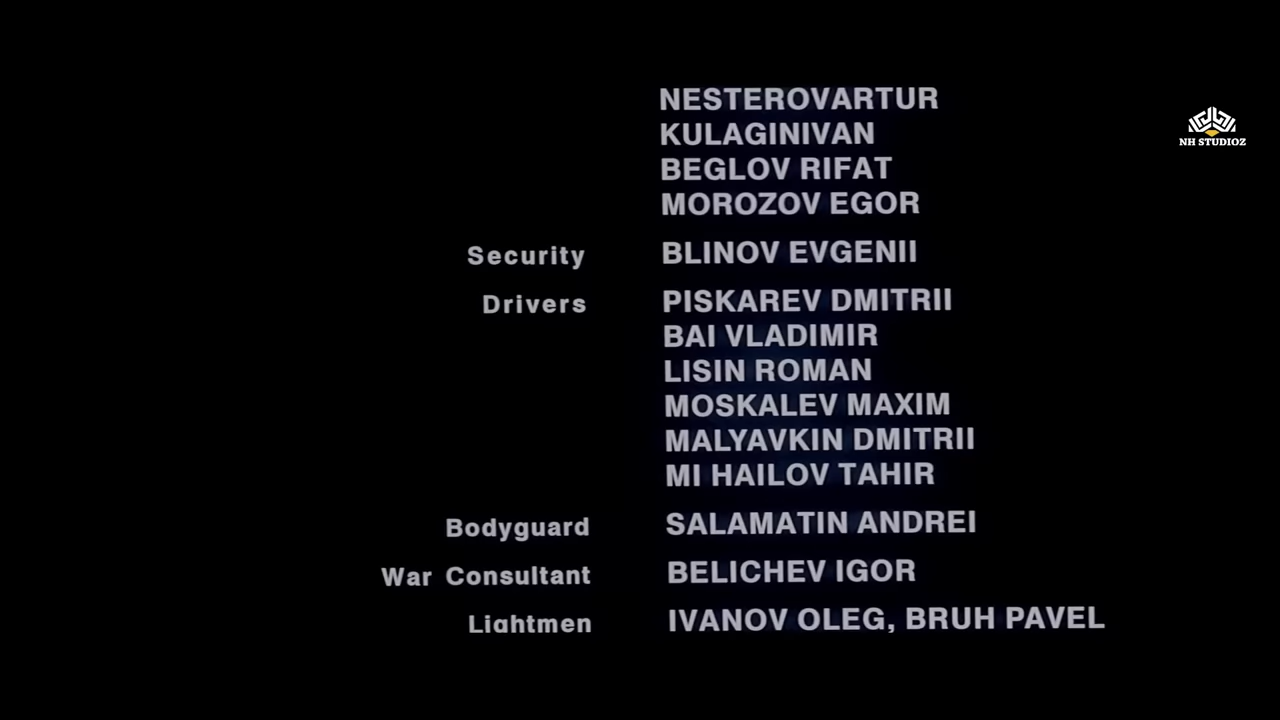 NESTEROVARTUR
KULAGINIVAN
BEGLOV RIFAT
MOROZOV EGOR
NH STUDIOZ
Security BLINOV EVGENII
Drivers PISKAREV DMITRII
BAI VLADIMIR
LISIN ROMAN
MOSKALEV MAXIM
MALYAVKIN DMITRII
MI HAILOV TAHIR
Bodyguard SALAMATIN ANDREI
War Consultant BELICHEV IGOR
Lightmen IVANOV OLEG, BRUH PAVEL